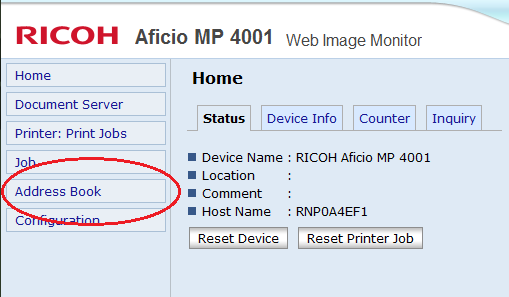 RICOH Aficio MP 4001 Web Image Monitor
Home
Document Server
Printer: Print Jobs
Job
Address Book
Configuration
Home
Status Device Info Counter Inquiry
Device Name : RICOH Aficio MP 4001
Location :
Comment :
Host Name : RNP0A4EF1
Reset Device Reset Printer Job